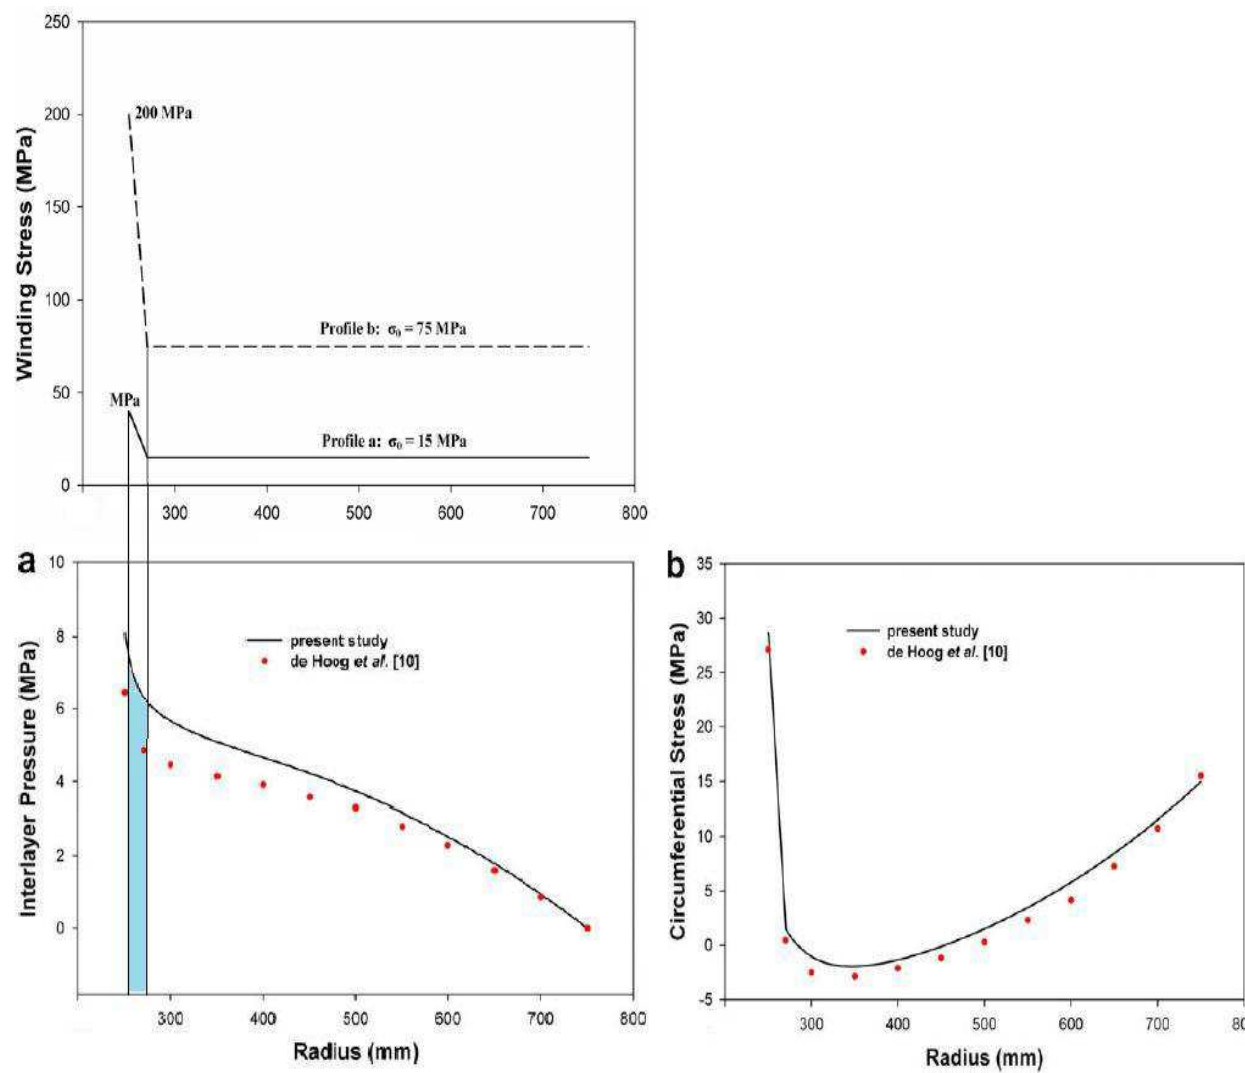 250
200
150
100
50
0
Winding Stress (MPa)
200 MPa
Profile b: σ₀ = 75 MPa
MPa
Profile a: σ₀ = 15 MPa
300 400 500 600 700 800
a
10
8
6
4
2
0
Interlayer Pressure (MPa)
present study
de Hoog et al. [10]
300 400 500 600 700 800
Radius (mm)
b
35
30
25
20
15
10
5
0
-5
Circumferential Stress (MPa)
present study
de Hoog et al. [10]
300 400 500 600 700 80
Radius (mm)